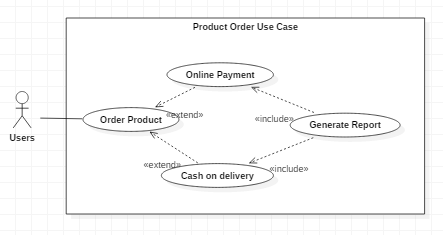 Product Order Use Case
Online Payment
«extend»
Order Product
«include»
Generate Report
Users
«extend»
«include»
Cash on delivery